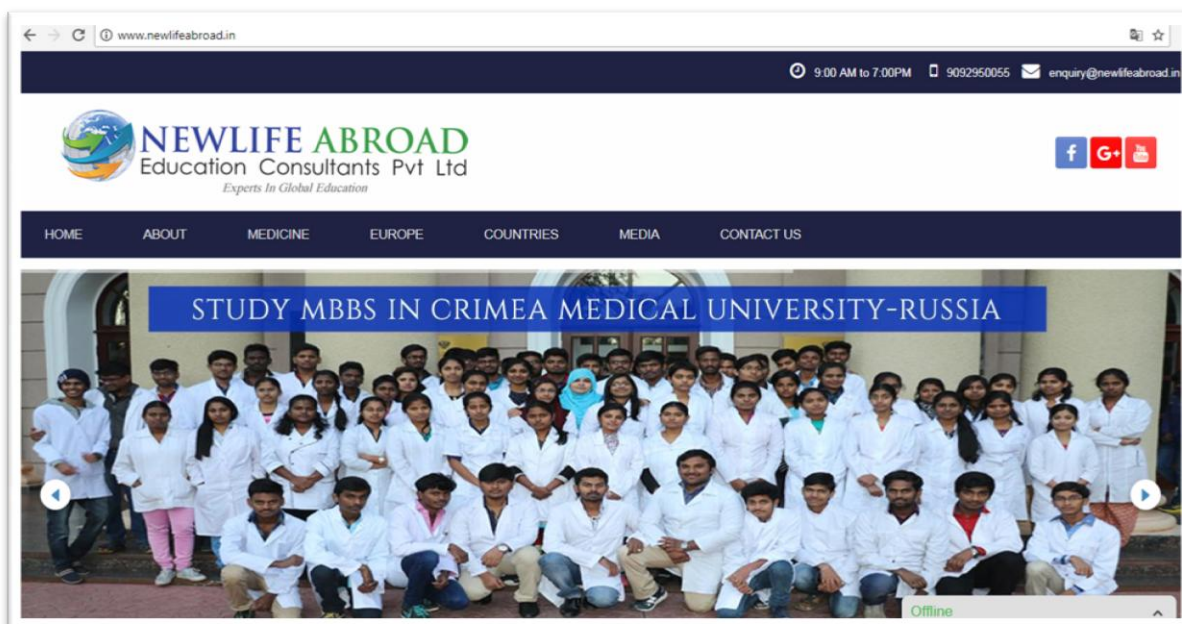 www.newlifeabroad.in
9:00 AM to 7:00PM 9092950055 enquiry@newlifeabroad.in
NEWLIFE ABROAD
Education Consultants Pvt Ltd
Experts In Global Education
f G+ You Tube
HOME ABOUT MEDICINE EUROPE COUNTRIES MEDIA CONTACT US
STUDY MBBS IN CRIMEA MEDICAL UNIVERSITY-RUSSIA
Offline